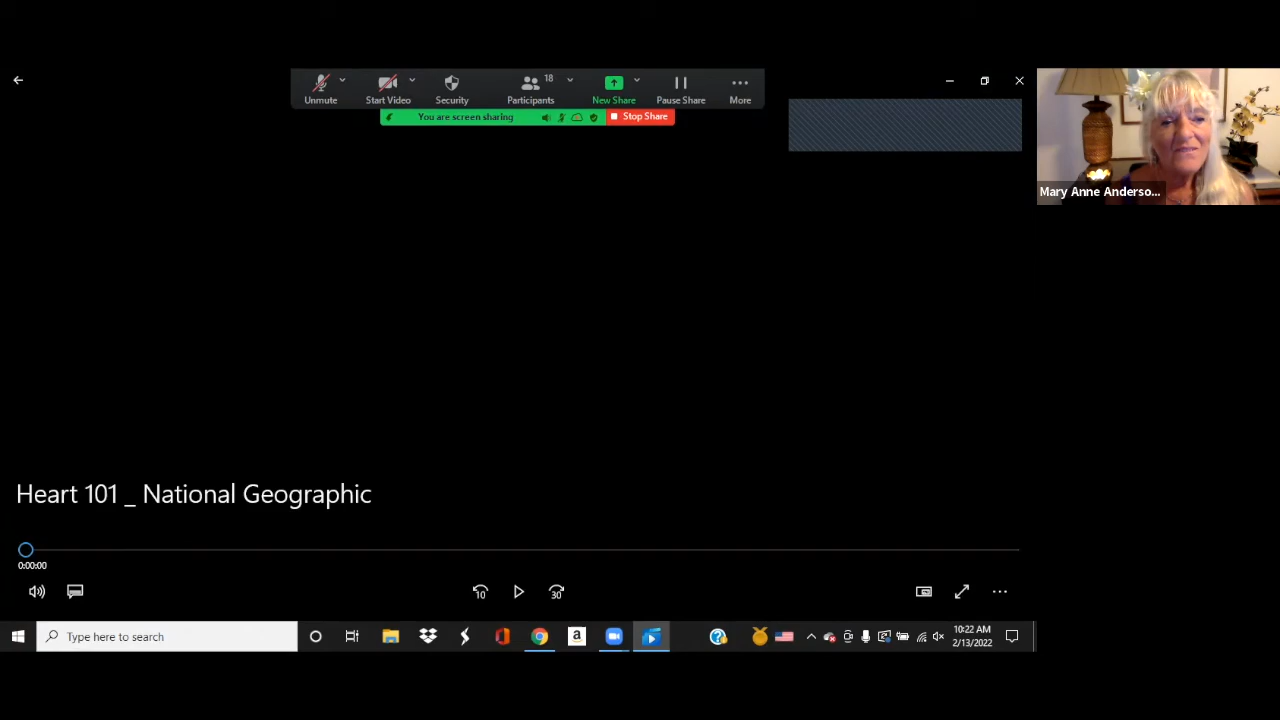 18
Unmute
Start Video
Security
Participants
New Share
Pause Share
More
You are screen sharing
Stop Share
Mary Anne Anderso...
Heart 101 _ National Geographic
0:00:00
10
30
Type here to search
a
10:22 AM
2/13/2022